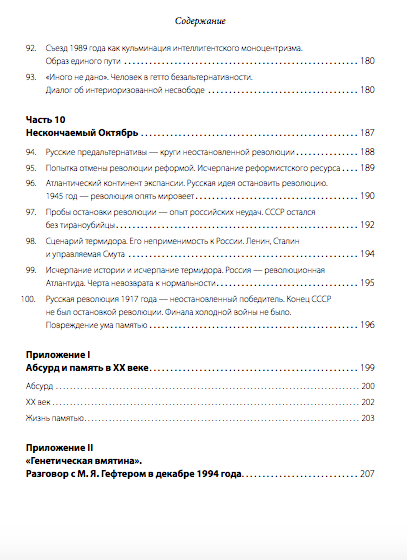 Содержание
92. Съезд 1989 года как кульминация интеллигентского моноцентризма.
Образ единого пути ........ 180
93. «Иного не дано». Человек в гетто безальтернативности.
Диалог об интериоризованной несвободе ........ 180
Часть 10
Нескончаемый Октябрь ........ 187
94. Русские предальтернативы — круги неостановленной революции ........ 188
95. Попытка отмены революции реформой. Исчерпание реформистского ресурса ... 189
96. Атлантический континент экспансии. Русская идея остановить революцию.
1945 год — революция опять мировеет ........ 190
97. Пробы остановки революции — опыт российских неудач. СССР остался
без тираноубийцы ........ 192
98. Сценарий термидора. Его неприменимость к России. Ленин, Сталин
и управляемая Смута ........ 194
99. Исчерпание истории и исчерпание термидора. Россия — революционная
Атлантида. Черта невозврата к нормальности ........ 195
100. Русская революция 1917 года — неостановленный победитель. Конец СССР
не был остановкой революции. Финала холодной войны не было.
Повреждение ума памятью ........ 196
Приложение I
Абсурд и память в XX веке ........ 199
Абсурд ........ 200
XX век ........ 202
Жизнь памятью ........ 203
Приложение II
«Генетическая вмятина».
Разговор с М. Я. Гефтером в декабре 1994 года ........ 207